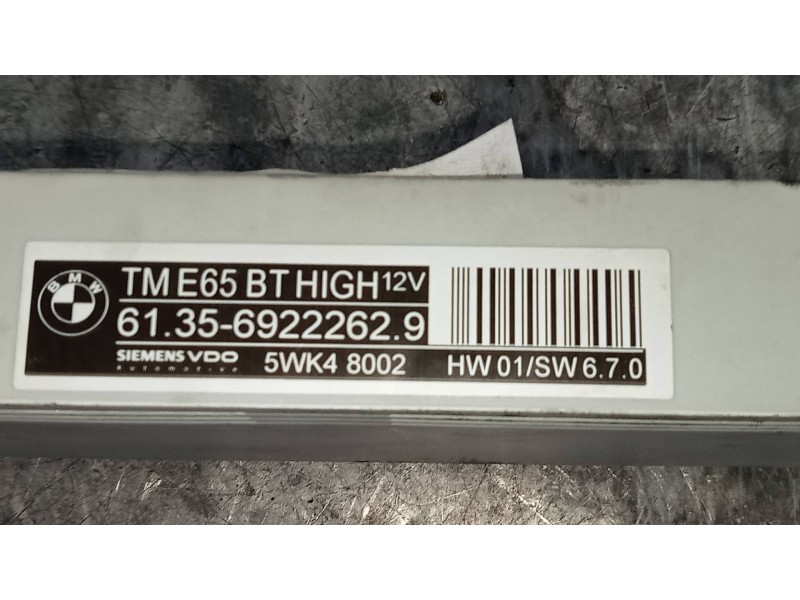 BMW
TM E65 BT HIGH 12V
61.35-6922262.9
SIEMENS VDO
Automotive
5WK4 8002
HW 01/SW 6.7.0